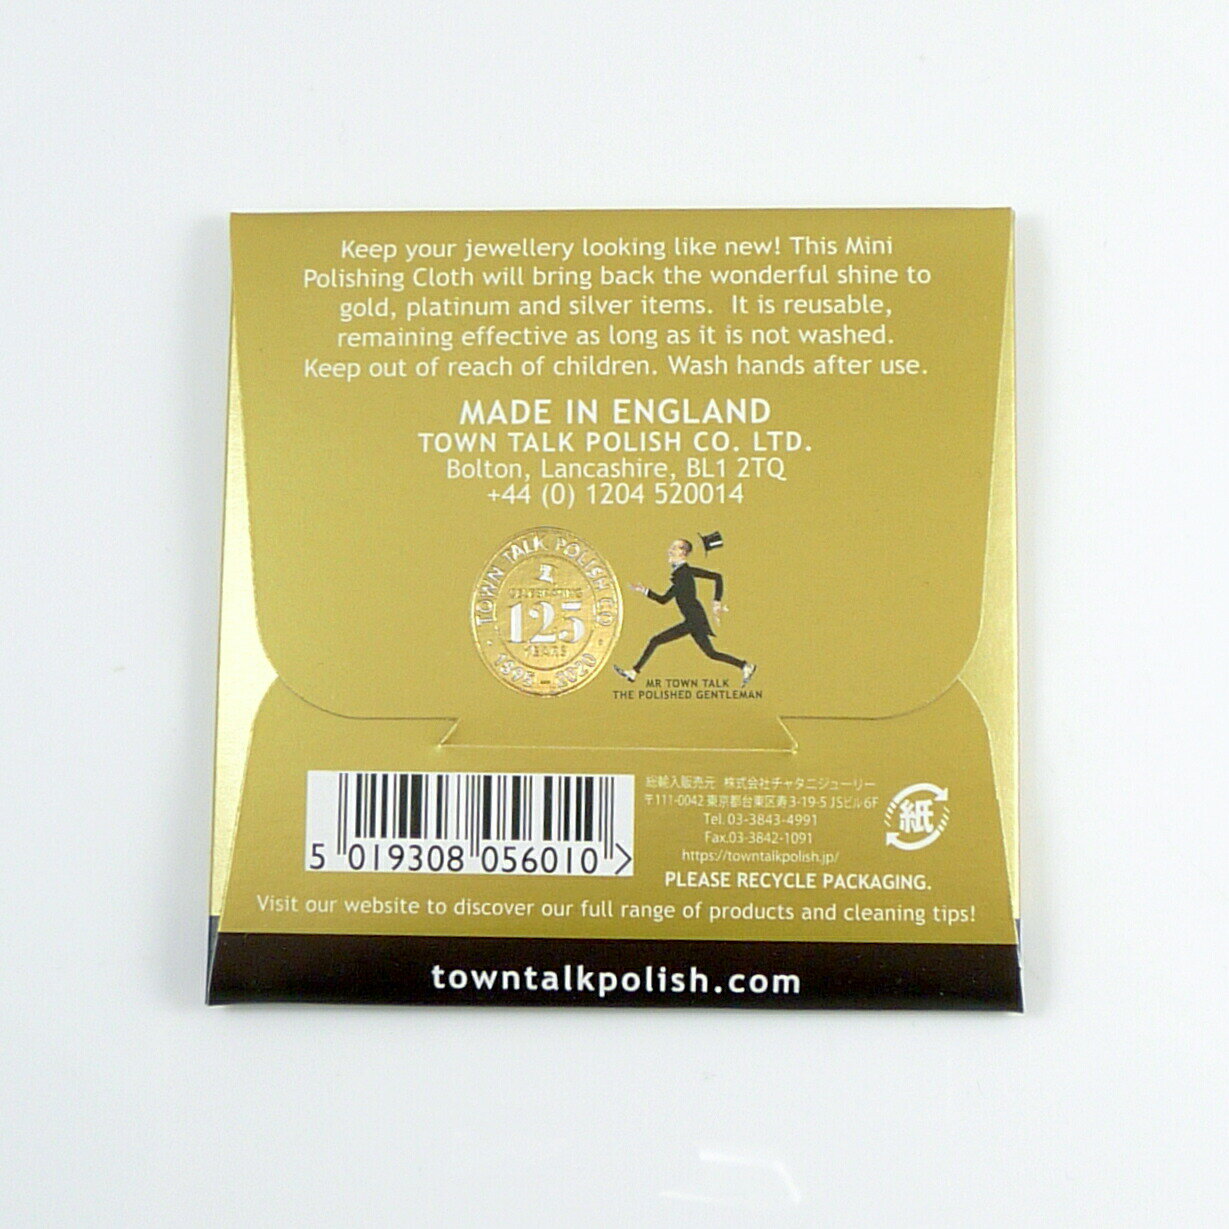 Keep your jewellery looking like new! This Mini
Polishing Cloth will bring back the wonderful shine to
gold, platinum and silver items. It is reusable,
remaining effective as long as it is not washed.
Keep out of reach of children. Wash hands after use.
MADE IN ENGLAND
TOWN TALK POLISH CO. LTD.
Bolton, Lancashire, BL1 2TQ
+44 (0) 1204 520014
TOWN TALK POLISH CO
CELEBRATING
125
YEARS
1895 - 2020
MR TOWN TALK
THE POLISHED GENTLEMAN
5 019308 056010 >
総輸入販売元 株式会社チャタニジューリー
〒111-0042 東京都台東区寿3-19-5 JSビル6F
Tel. 03-3843-4991
Fax.03-3842-1091
https://towntalkpolish.jp/
紙
PLEASE RECYCLE PACKAGING.
Visit our website to discover our full range of products and cleaning tips!
towntalkpolish.com